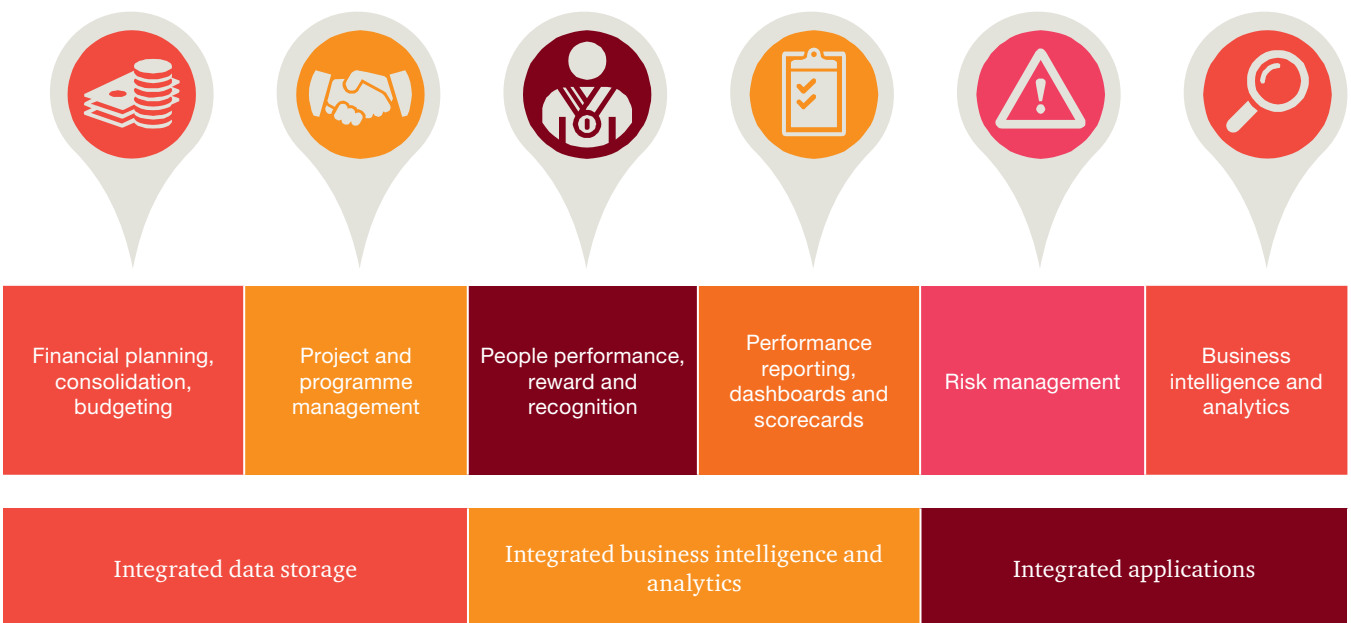 Financial planning,
consolidation,
budgeting
Project and
programme
management
People performance,
reward and
recognition
Performance
reporting,
dashboards and
scorecards
Risk management
Business
intelligence and
analytics
Integrated data storage
Integrated business intelligence and
analytics
Integrated applications